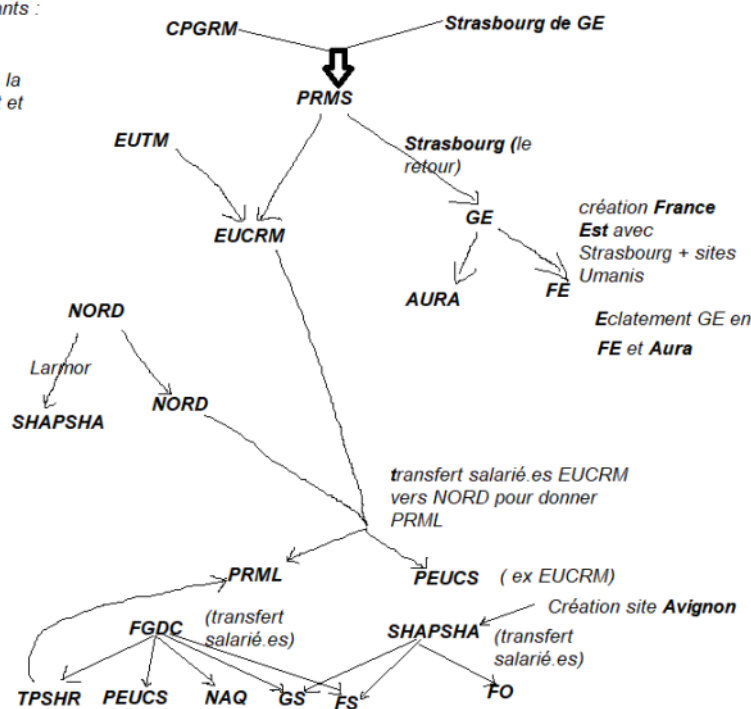 ants :
CPGRM
Strasbourg de GE
la
t et
PRMS
EUTM
Strasbourg (le
retour)
GE
EUCRM
création France
Est avec
Strasbourg + sites
Umanis
AURA
FE
NORD
Eclatement GE en
FE et Aura
Larmor
NORD
SHAPSHA
transfert salarié.es EUCRM
vers NORD pour donner
PRML
PRML
PEUCS
( ex EUCRM)
Création site Avignon
FGDC
(transfert
salarié.es)
SHAPSHA
(transfert
salarié.es)
TPSHR
PEUCS
NAQ
GS
FS
FO